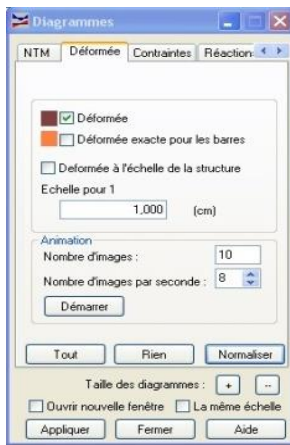 Diagrammes
NTM Déformée Contraintes Réaction:
Déformée
Déformée exacte pour les barres
Deformée à l'échelle de la structure
Echelle pour 1
1,000 (cm)
Animation
Nombre d'images : 10
Nombre d'images par seconde : 8
Démarrer
Tout Rien Normaliser
Taille des diagrammes : + --
Ouvrir nouvelle fenêtre La même échelle
Appliquer Fermer Aide